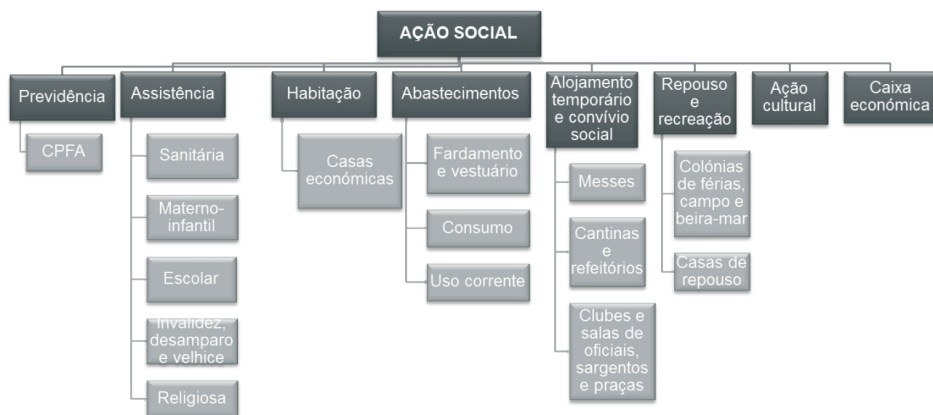 AÇÃO SOCIAL
Previdência
CPFA
Assistência
Sanitária
Materno-
infantil
Escolar
Invalidez,
desamparo
e velhice
Religiosa
Habitação
Casas
económicas
Abastecimentos
Fardamento
e vestuário
Consumo
Uso corrente
Alojamento
temporário
e convívio
social
Messes
Cantinas
e
refeitórios
Clubes e
salas de
oficiais,
sargentos
e praças
Repouso
e
recreação
Colónias
de férias,
campo e
beira-mar
Casas de
repouso
Ação
cultural
Caixa
económica